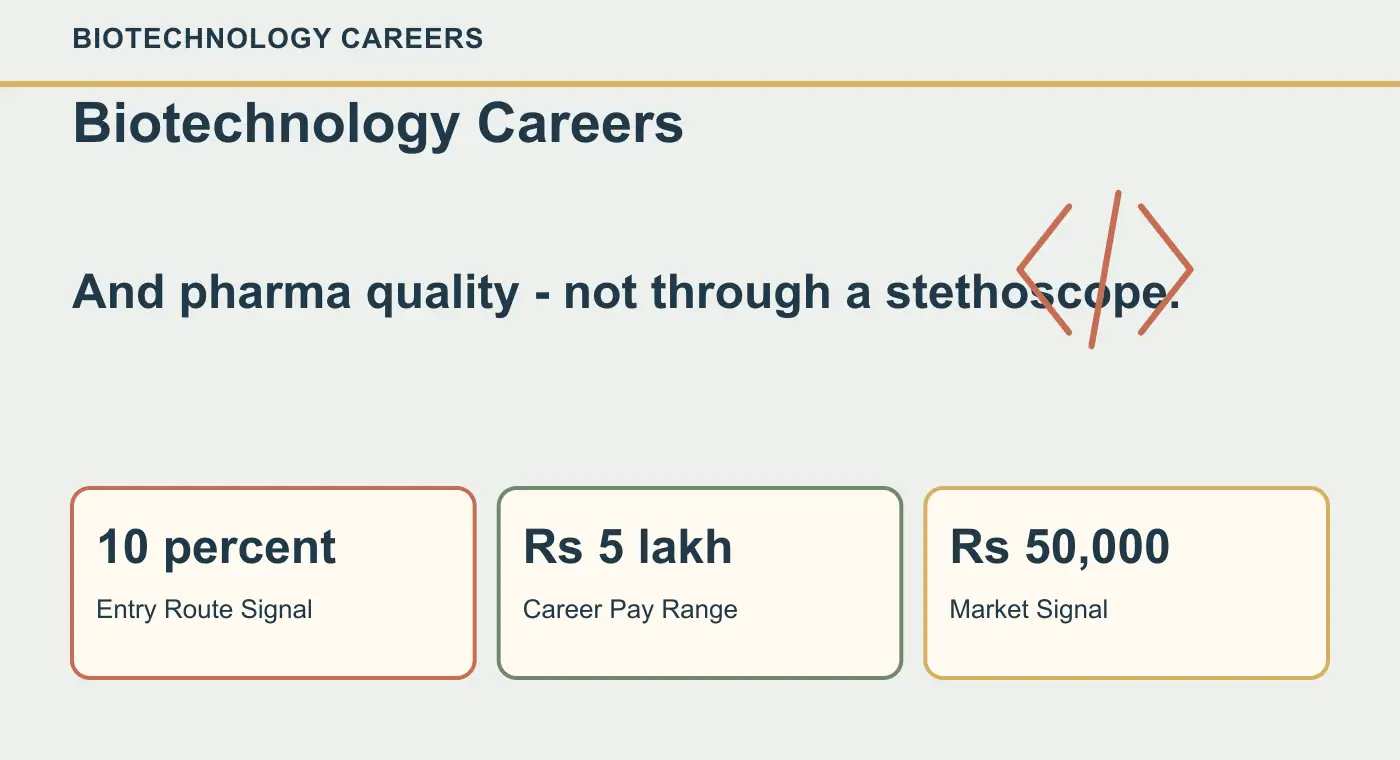 BIOTECHNOLOGY CAREERS
Biotechnology Careers
And pharma quality - not through a stethoscope.
10 percent
Entry Route Signal
Rs 5 lakh
Career Pay Range
Rs 50,000
Market Signal